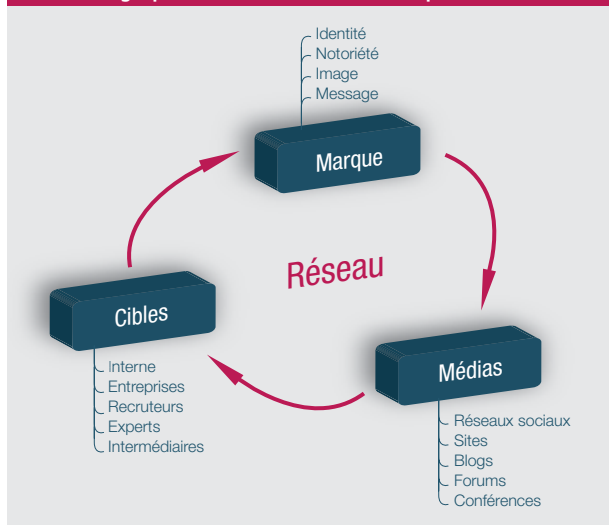 Identité
Notoriété
Image
Message
Marque
Réseau
Cibles
Interne
Entreprises
Recruteurs
Experts
Intermédiaires
Médias
Réseaux sociaux
Sites
Blogs
Forums
Conférences